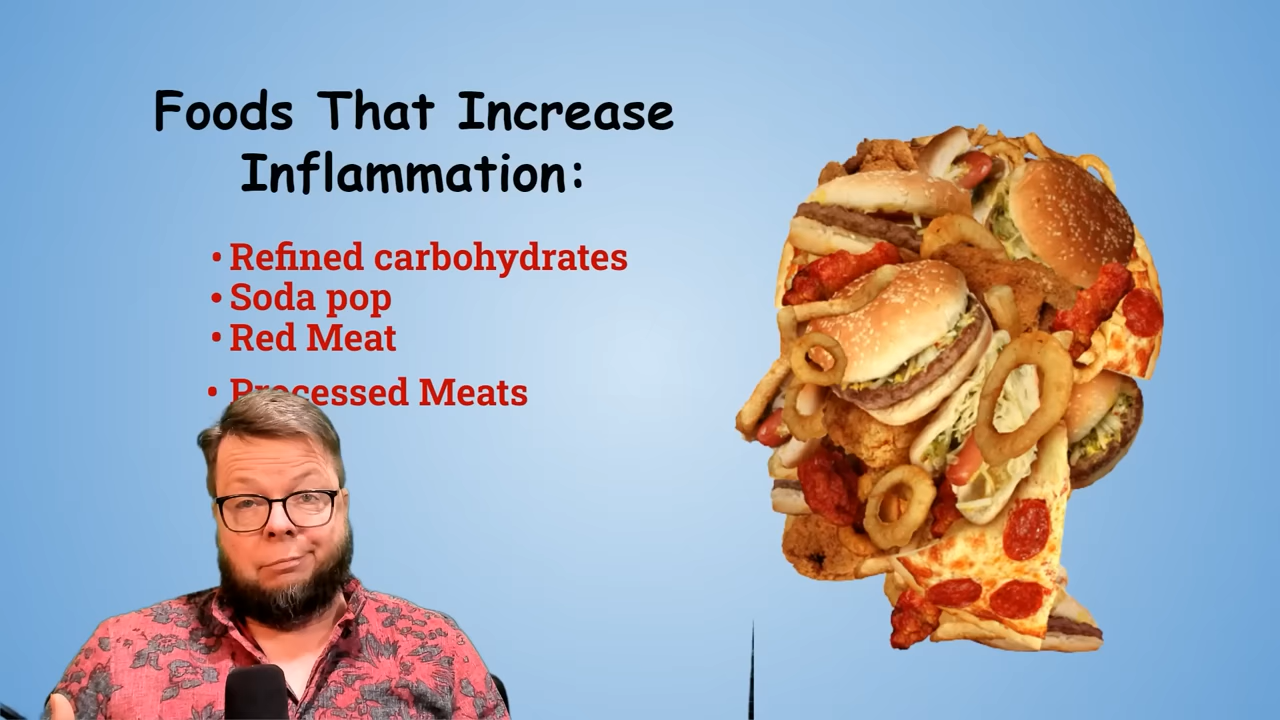 Foods That Increase
Inflammation:
• Refined carbohydrates
• Soda pop
• Red Meat
• Processed Meats